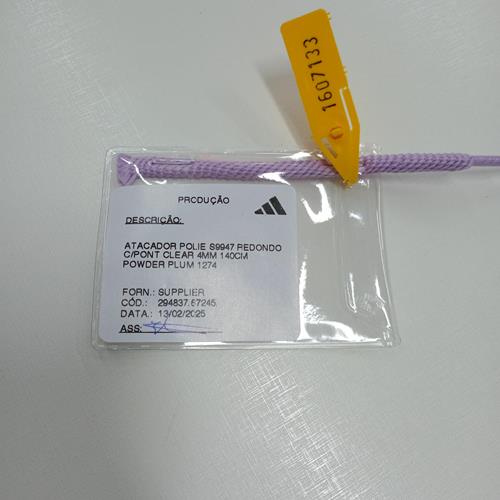 1607133
PRODUÇÃO
DESCRIÇÃO:
ATACADOR POLIE S9947 REDONDO
C/PONT CLEAR 4MM 140CM
POWDER PLUM 1274
FORN.: SUPPLIER
CÓD.: 294837.67245
DATA.: 13/02/2025
ASS: